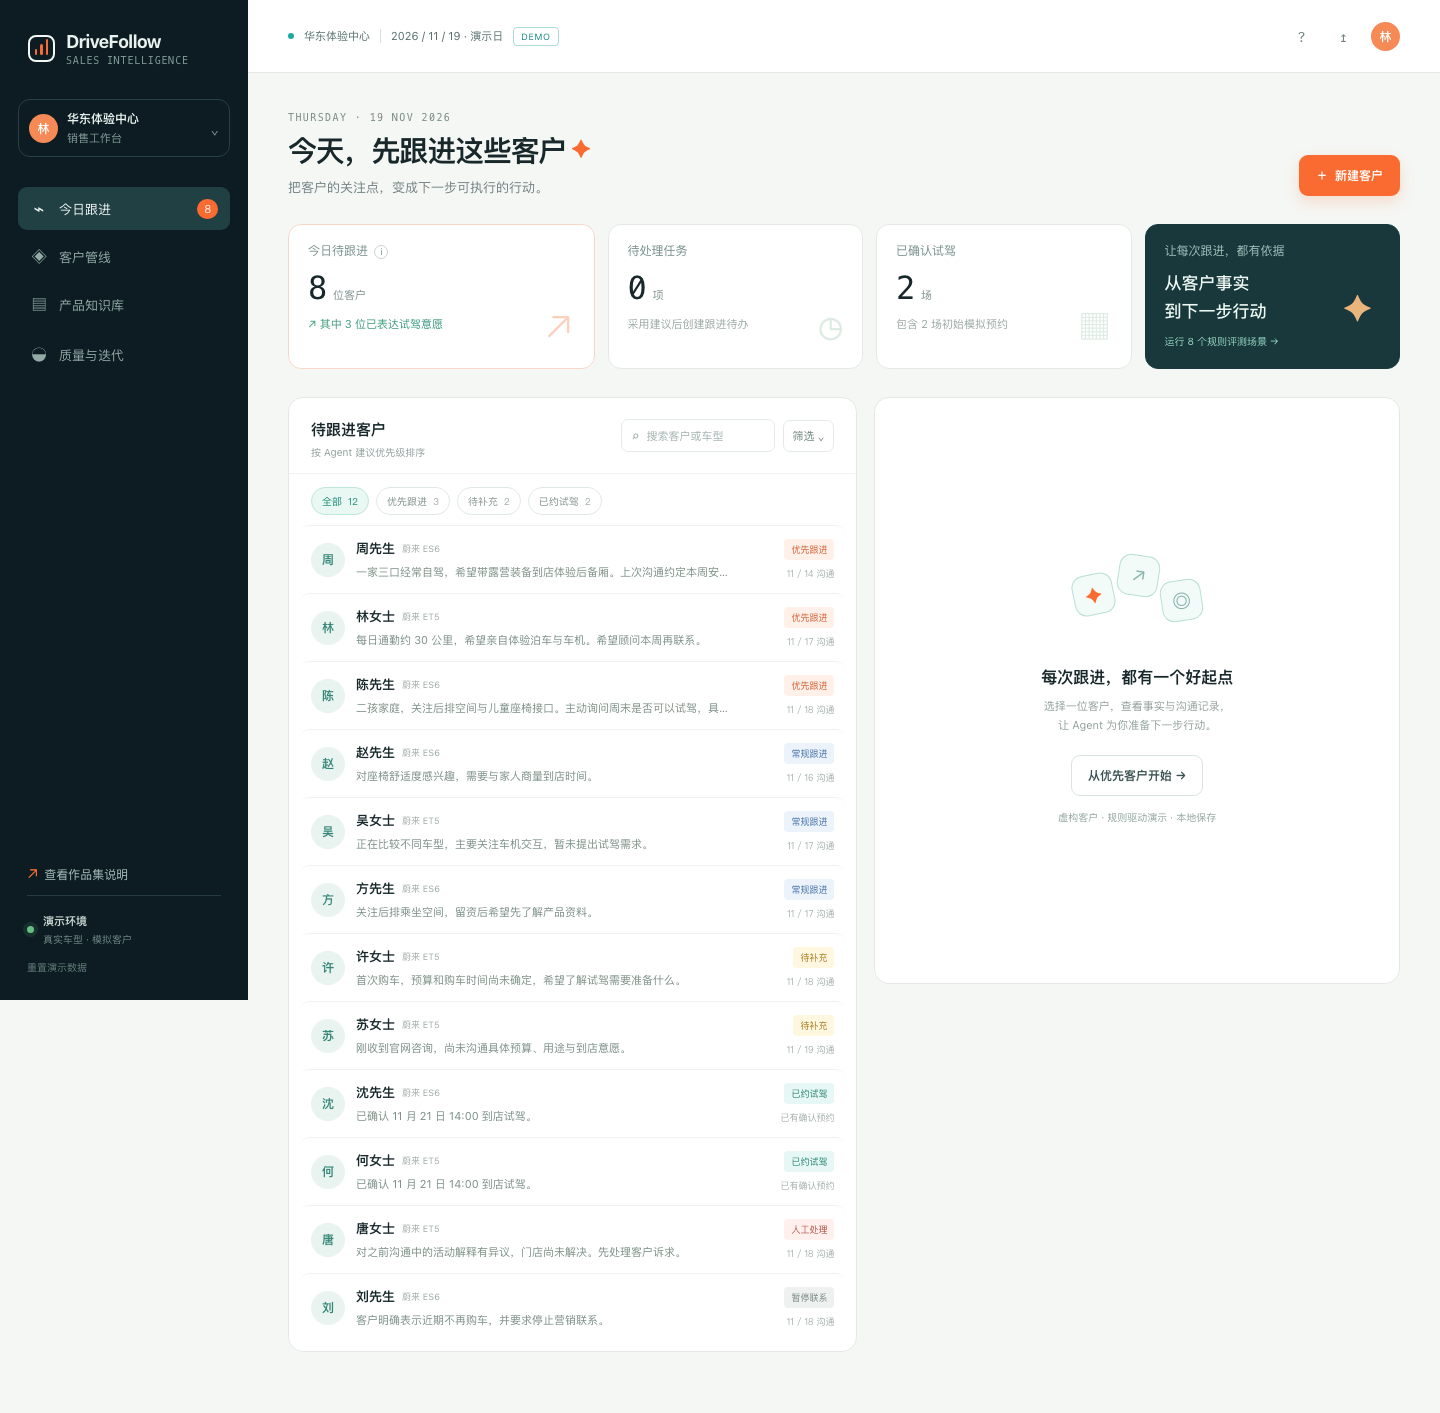 DriveFollow
SALES INTELLIGENCE
林
华东体验中心
销售工作台
今日跟进
8
客户管线
产品知识库
质量与迭代
↗ 查看作品集说明
演示环境
真实车型 · 模拟客户
重置演示数据
华东体验中心
2026 / 11 / 19 · 演示日
DEMO
?
↥
林
THURSDAY · 19 NOV 2026
今天，先跟进这些客户
把客户的关注点，变成下一步可执行的行动。
+ 新建客户
今日待跟进 i
8 位客户
↗ 其中 3 位已表达试驾意愿
待处理任务
0 项
采用建议后创建跟进待办
已确认试驾
2 场
包含 2 场初始模拟预约
让每次跟进，都有依据
从客户事实
到下一步行动
运行 8 个规则评测场景 →
待跟进客户
按 Agent 建议优先级排序
搜索客户或车型
筛选
全部 12
优先跟进 3
待补充 2
已约试驾 2
周
周先生 蔚来 ES6
优先跟进
一家三口经常自驾，希望带露营装备到店体验后备厢。上次沟通约定本周安...
11 / 14 沟通
林
林女士 蔚来 ET5
优先跟进
每日通勤约 30 公里，希望亲自体验泊车与车机。希望顾问本周再联系。
11 / 17 沟通
陈
陈先生 蔚来 ES6
优先跟进
二孩家庭，关注后排空间与儿童座椅接口。主动询问周末是否可以试驾，具...
11 / 18 沟通
赵
赵先生 蔚来 ES6
常规跟进
对座椅舒适度感兴趣，需要与家人商量到店时间。
11 / 16 沟通
吴
吴女士 蔚来 ET5
常规跟进
正在比较不同车型，主要关注车机交互，暂未提出试驾需求。
11 / 17 沟通
方
方先生 蔚来 ES6
常规跟进
关注后排乘坐空间，留资后希望先了解产品资料。
11 / 17 沟通
许
许女士 蔚来 ET5
待补充
首次购车，预算和购车时间尚未确定，希望了解试驾需要准备什么。
11 / 18 沟通
苏
苏女士 蔚来 ET5
待补充
刚收到官网咨询，尚未沟通具体预算、用途与到店意愿。
11 / 19 沟通
沈
沈先生 蔚来 ES6
已约试驾
已确认 11 月 21 日 14:00 到店试驾。
已有确认预约
何
何女士 蔚来 ET5
已约试驾
已确认 11 月 21 日 14:00 到店试驾。
已有确认预约
唐
唐女士 蔚来 ET5
人工处理
对之前沟通中的活动解释有异议，门店尚未解决。先处理客户诉求。
11 / 18 沟通
刘
刘先生 蔚来 ES6
暂停联系
客户明确表示近期不再购车，并要求停止营销联系。
11 / 18 沟通
每次跟进，都有一个好起点
选择一位客户，查看事实与沟通记录，
让 Agent 为你准备下一步行动。
从优先客户开始 →
虚构客户 · 规则驱动演示 · 本地保存